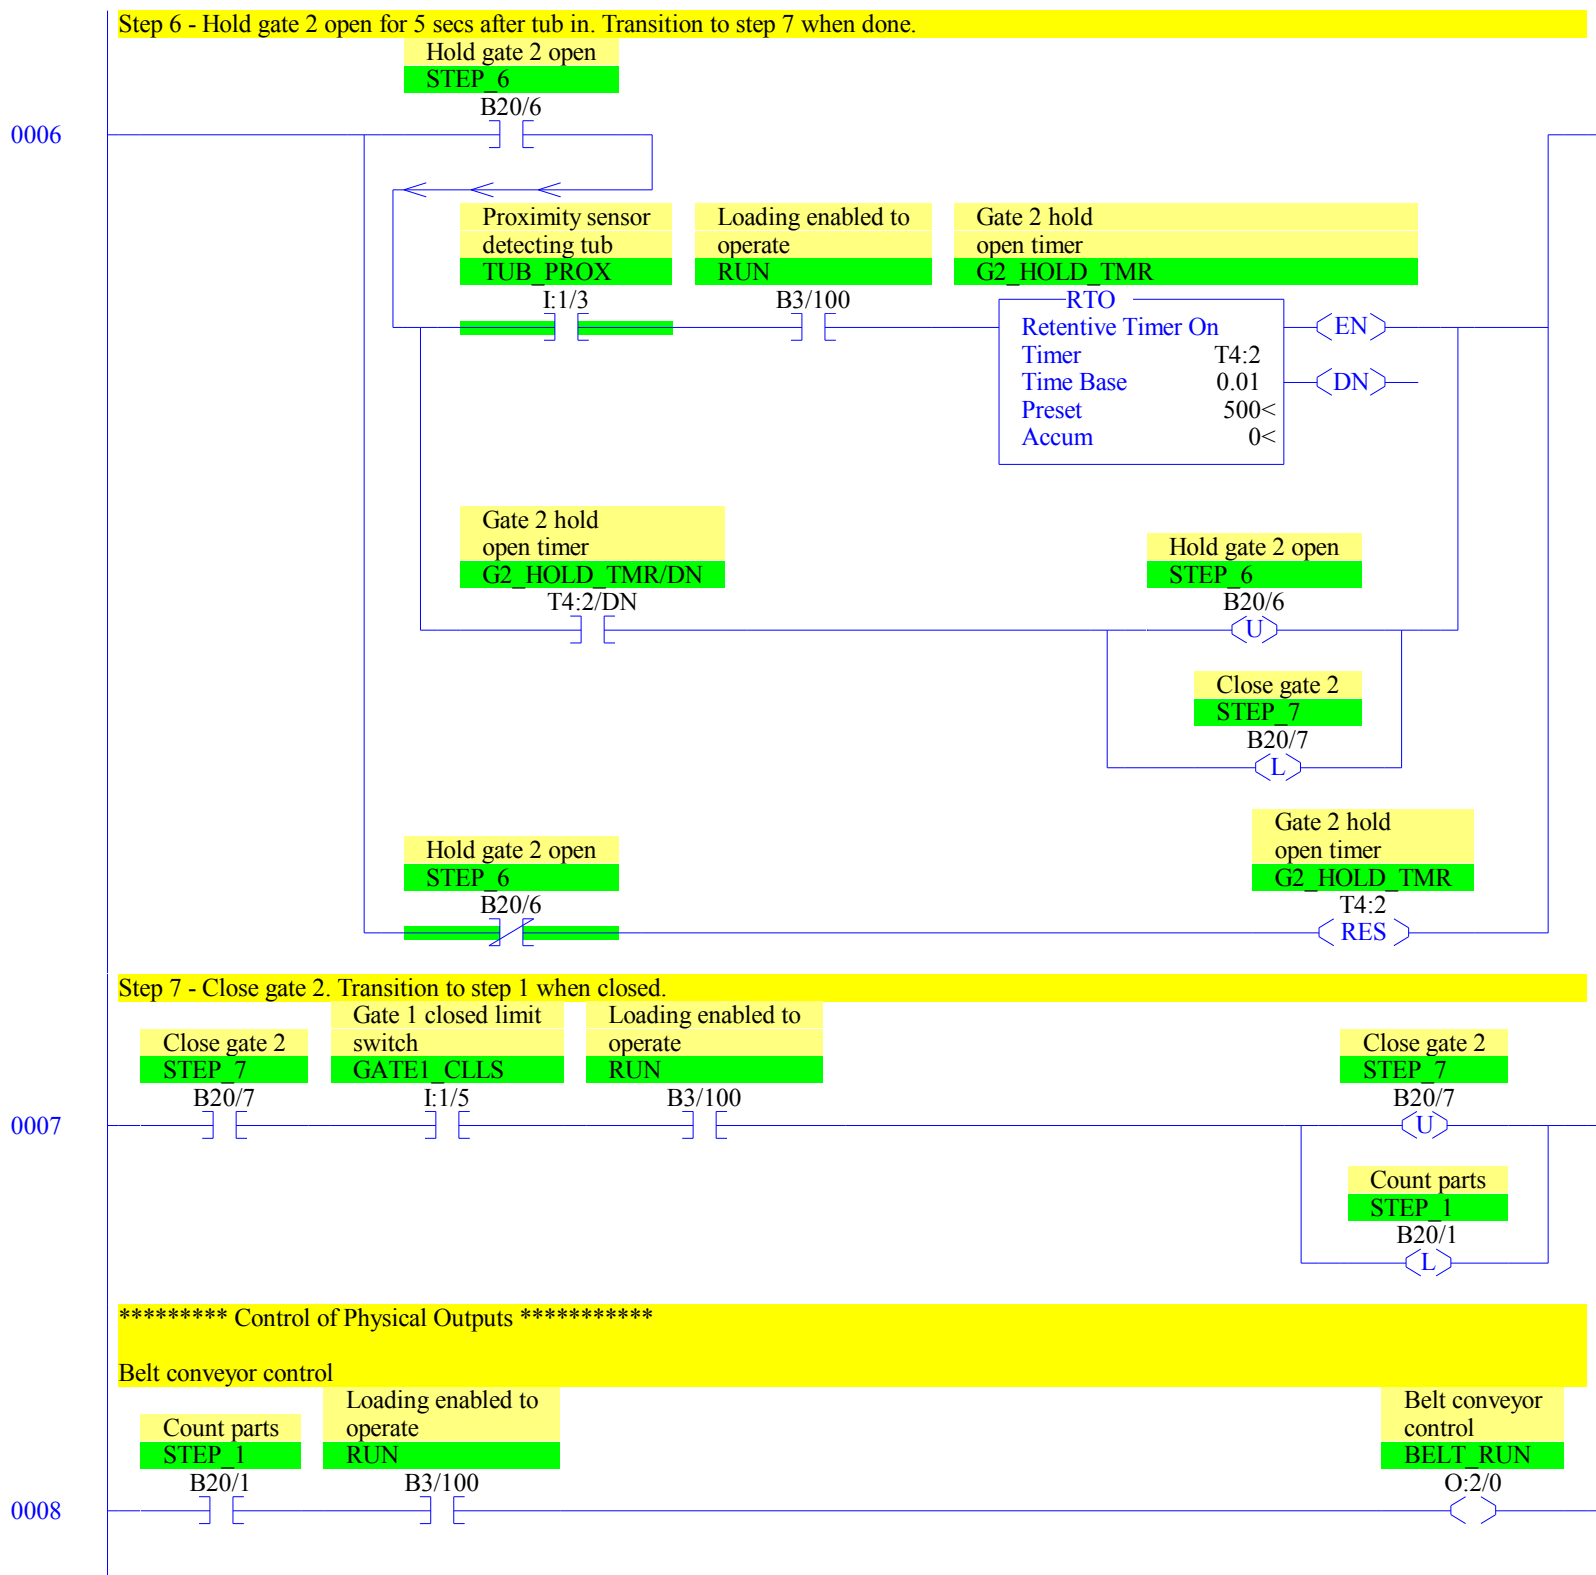 Step 6 - Hold gate 2 open for 5 secs after tub in. Transition to step 7 when done.
Hold gate 2 open
STEP_6
B20/6
0006
Proximity sensor
detecting tub
TUB_PROX
I:1/3
Loading enabled to
operate
RUN
B3/100
Gate 2 hold
open timer
G2_HOLD_TMR
RTO
Retentive Timer On
Timer T4:2
Time Base 0.01
Preset 500<
Accum 0<
EN
DN
Gate 2 hold
open timer
G2_HOLD_TMR/DN
T4:2/DN
Hold gate 2 open
STEP_6
B20/6
U
Close gate 2
STEP_7
B20/7
L
Hold gate 2 open
STEP_6
B20/6
Gate 2 hold
open timer
G2_HOLD_TMR
T4:2
RES
Step 7 - Close gate 2. Transition to step 1 when closed.
Close gate 2
STEP_7
B20/7
Gate 1 closed limit
switch
GATE1_CLLS
I:1/5
Loading enabled to
operate
RUN
B3/100
Close gate 2
STEP_7
B20/7
0007
U
Count parts
STEP_1
B20/1
L
********* Control of Physical Outputs ***********
Belt conveyor control
Count parts
STEP_1
B20/1
Loading enabled to
operate
RUN
B3/100
Belt conveyor
control
BELT_RUN
O:2/0
0008